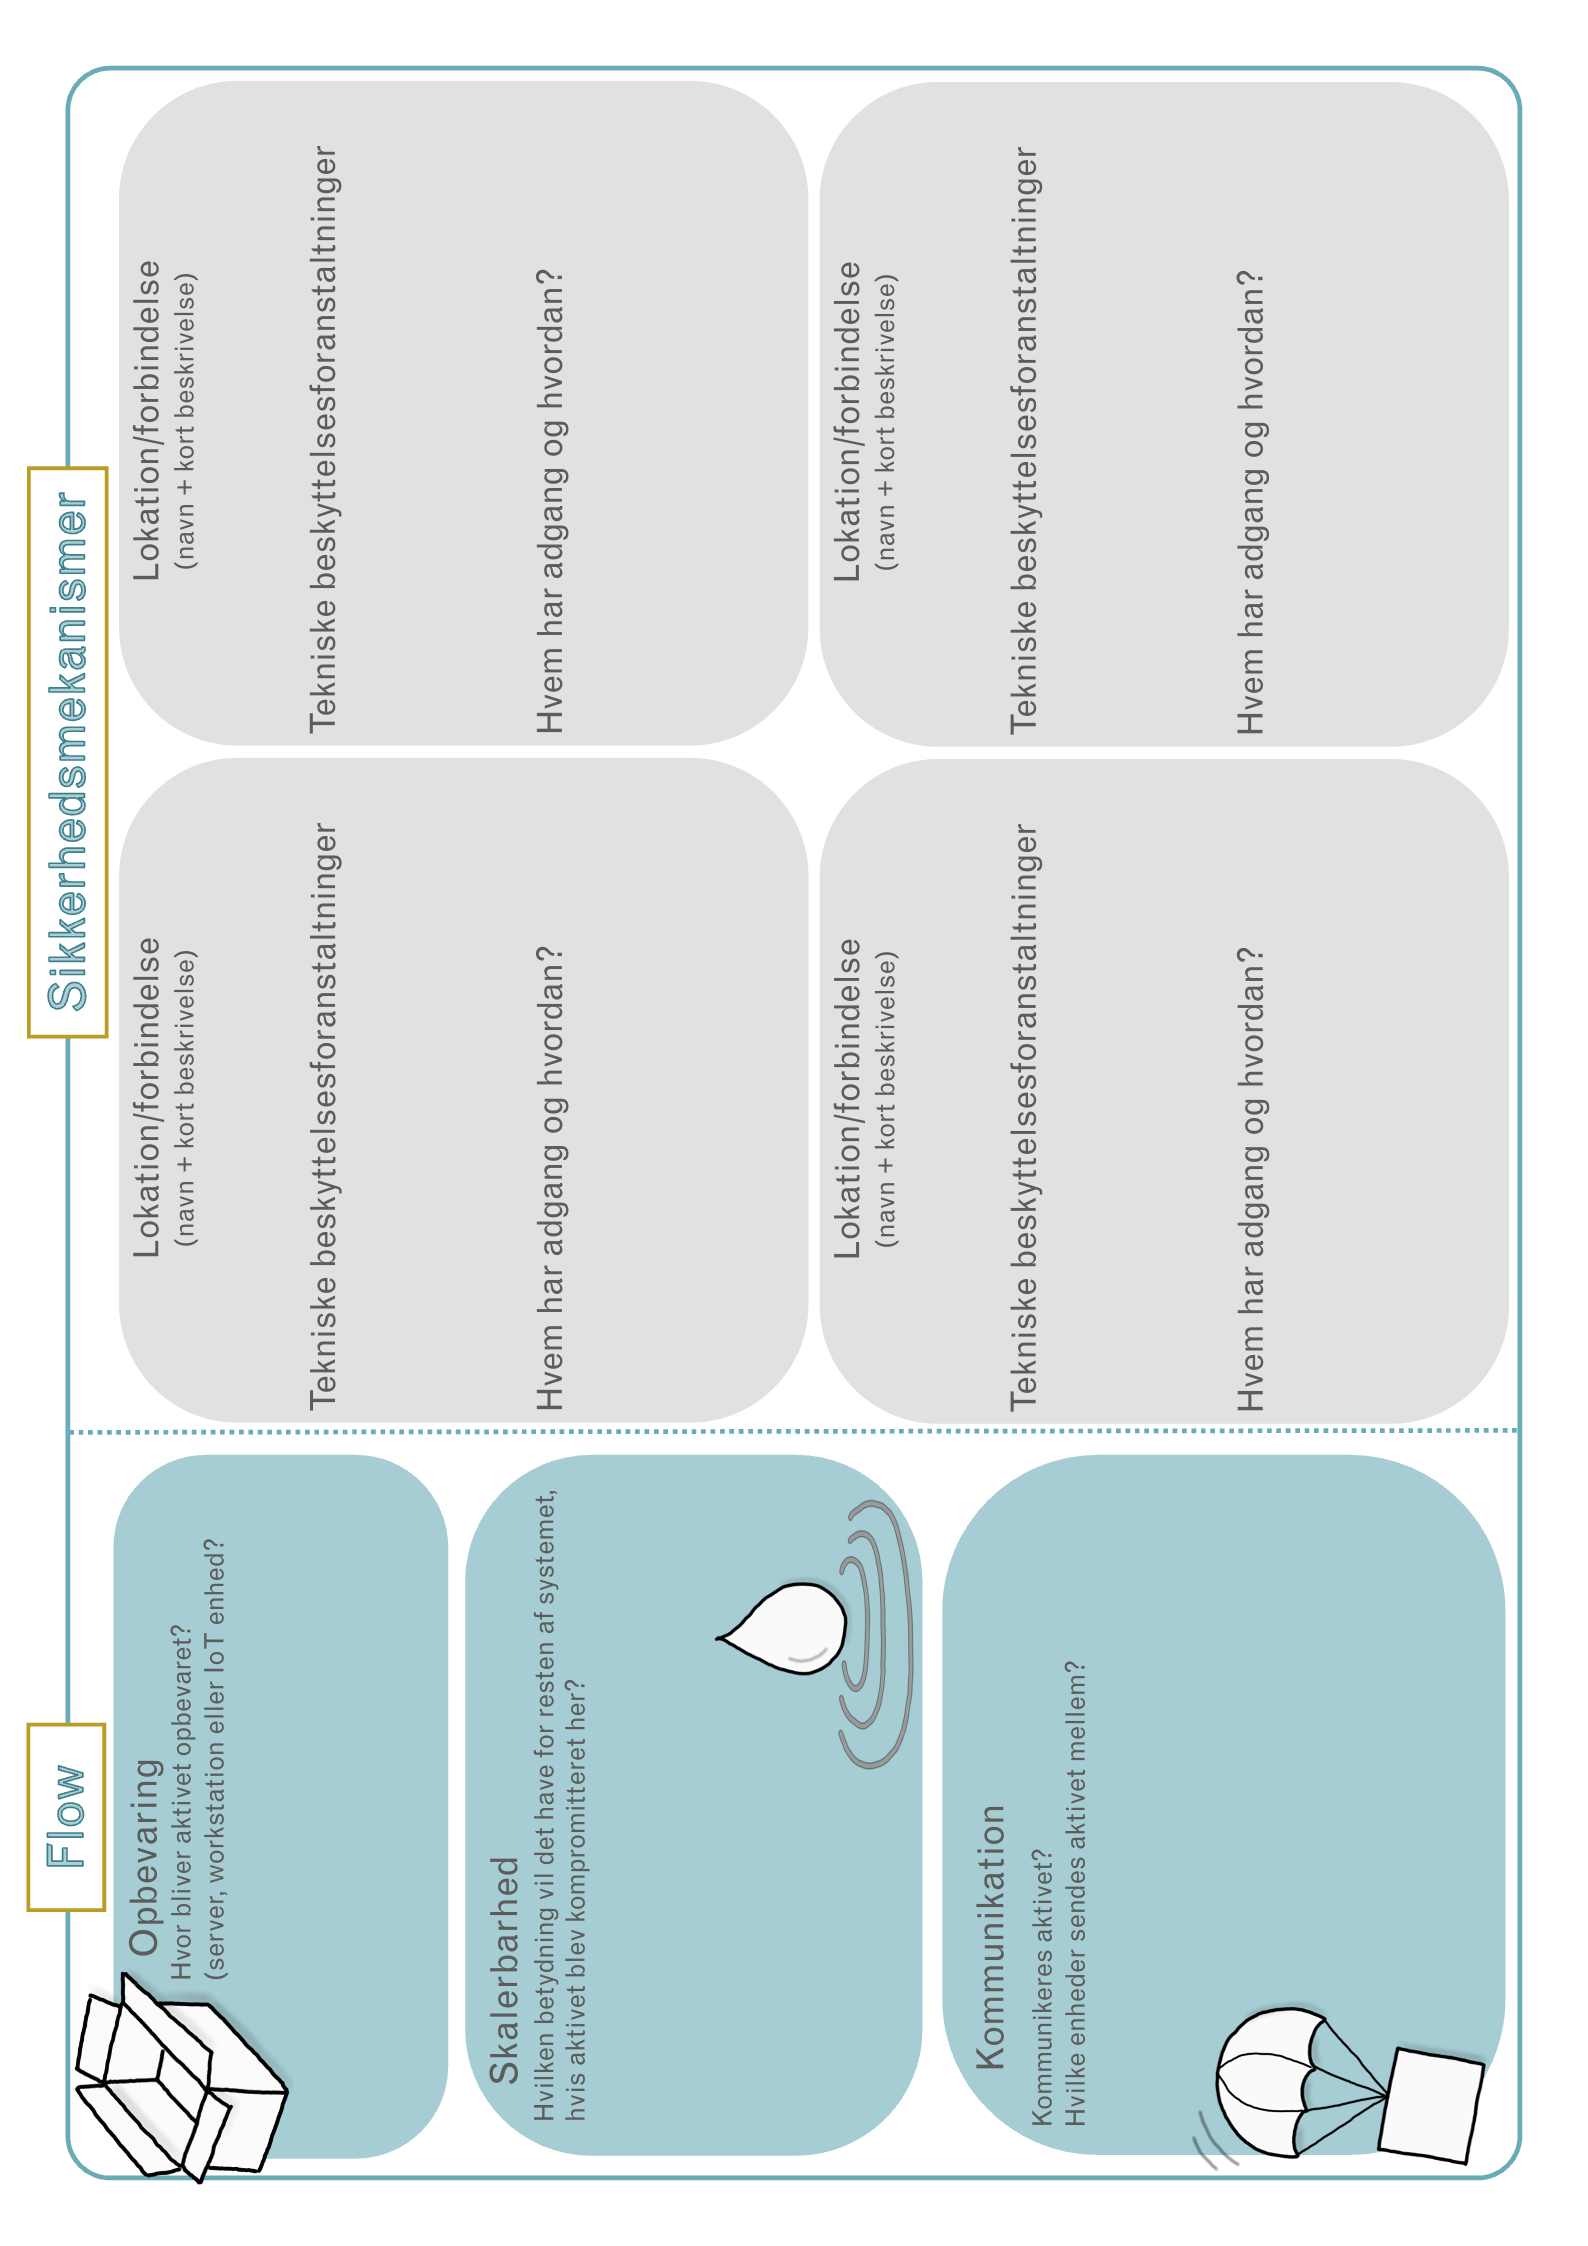 Flow
Opbevaring
Hvor bliver aktivet opbevaret?
(server, workstation eller IoT enhed?
Skalerbarhed
Hvilken betydning vil det have for resten af systemet,
hvis aktivet blev kompromitteret her?
Kommunikation
Kommunikeres aktivet?
Hvilke enheder sendes aktivet mellem?
Sikkerhedsmekanismer
Lokation/forbindelse
(navn + kort beskrivelse)
Tekniske beskyttelsesforanstaltninger
Hvem har adgang og hvordan?
Lokation/forbindelse
(navn + kort beskrivelse)
Tekniske beskyttelsesforanstaltninger
Hvem har adgang og hvordan?
Lokation/forbindelse
(navn + kort beskrivelse)
Tekniske beskyttelsesforanstaltninger
Hvem har adgang og hvordan?
Lokation/forbindelse
(navn + kort beskrivelse)
Tekniske beskyttelsesforanstaltninger
Hvem har adgang og hvordan?